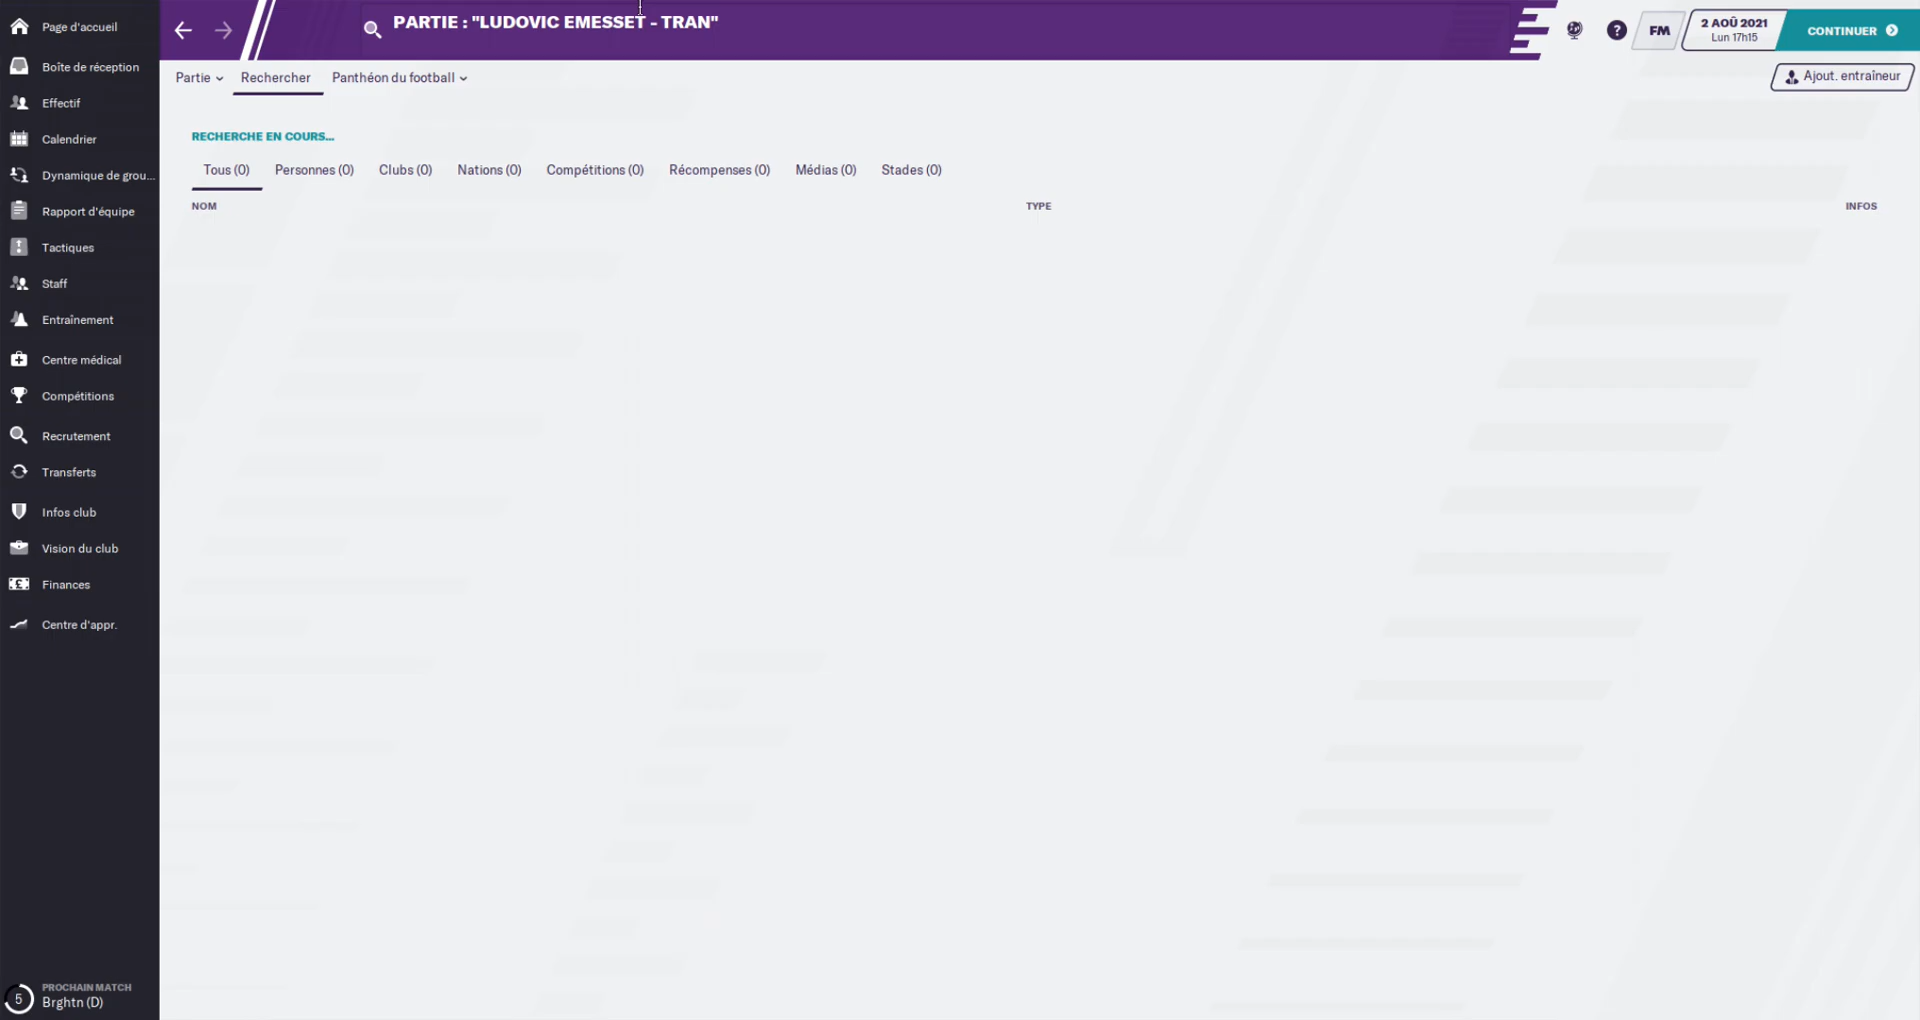 Page d'accueil
Boîte de réception
Effectif
Calendrier
Dynamique de grou...
Rapport d'équipe
Tactiques
Staff
Entraînement
Centre médical
Compétitions
Recrutement
Transferts
Infos club
Vision du club
Finances
Centre d'appr.
5
PROCHAIN MATCH
Brghtn (D)
PARTIE : "LUDOVIC EMESSET - TRAN"
FM
2 AOÛ 2021
Lun 17h15
CONTINUER
Partie
Rechercher
Panthéon du football
Ajout. entraîneur
RECHERCHE EN COURS...
Tous (0)
Personnes (0)
Clubs (0)
Nations (0)
Compétitions (0)
Récompenses (0)
Médias (0)
Stades (0)
NOM
TYPE
INFOS